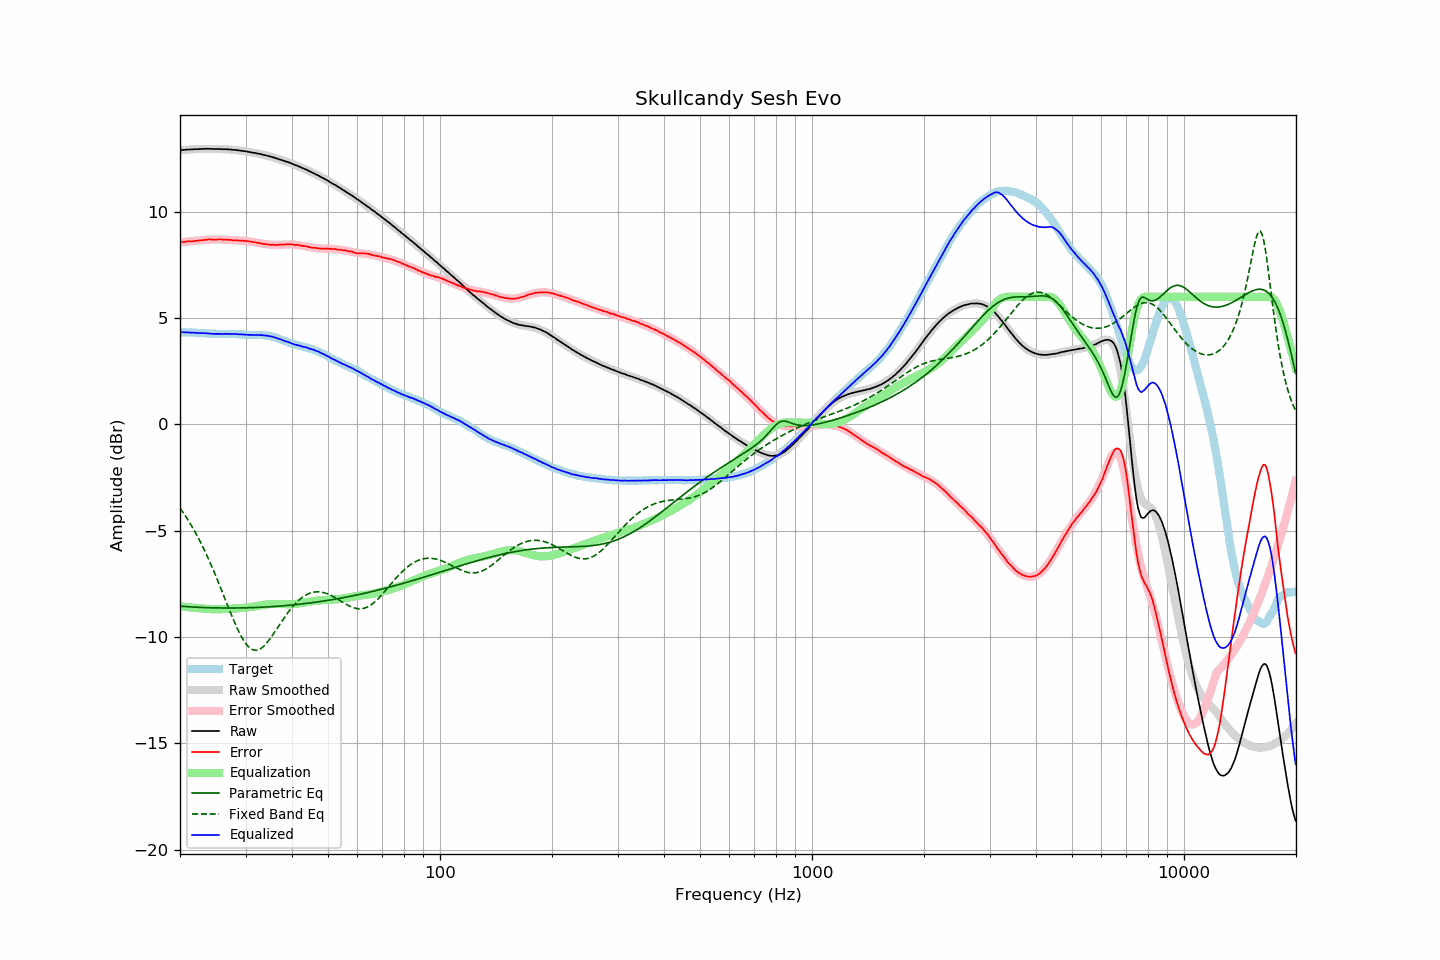 Skullcandy Sesh Evo
Amplitude (dBr)
10
5
0
−5
−10
−15
−20
Target
Raw Smoothed
Error Smoothed
Raw
Error
Equalization
Parametric Eq
Fixed Band Eq
Equalized
100
1000
10000
Frequency (Hz)